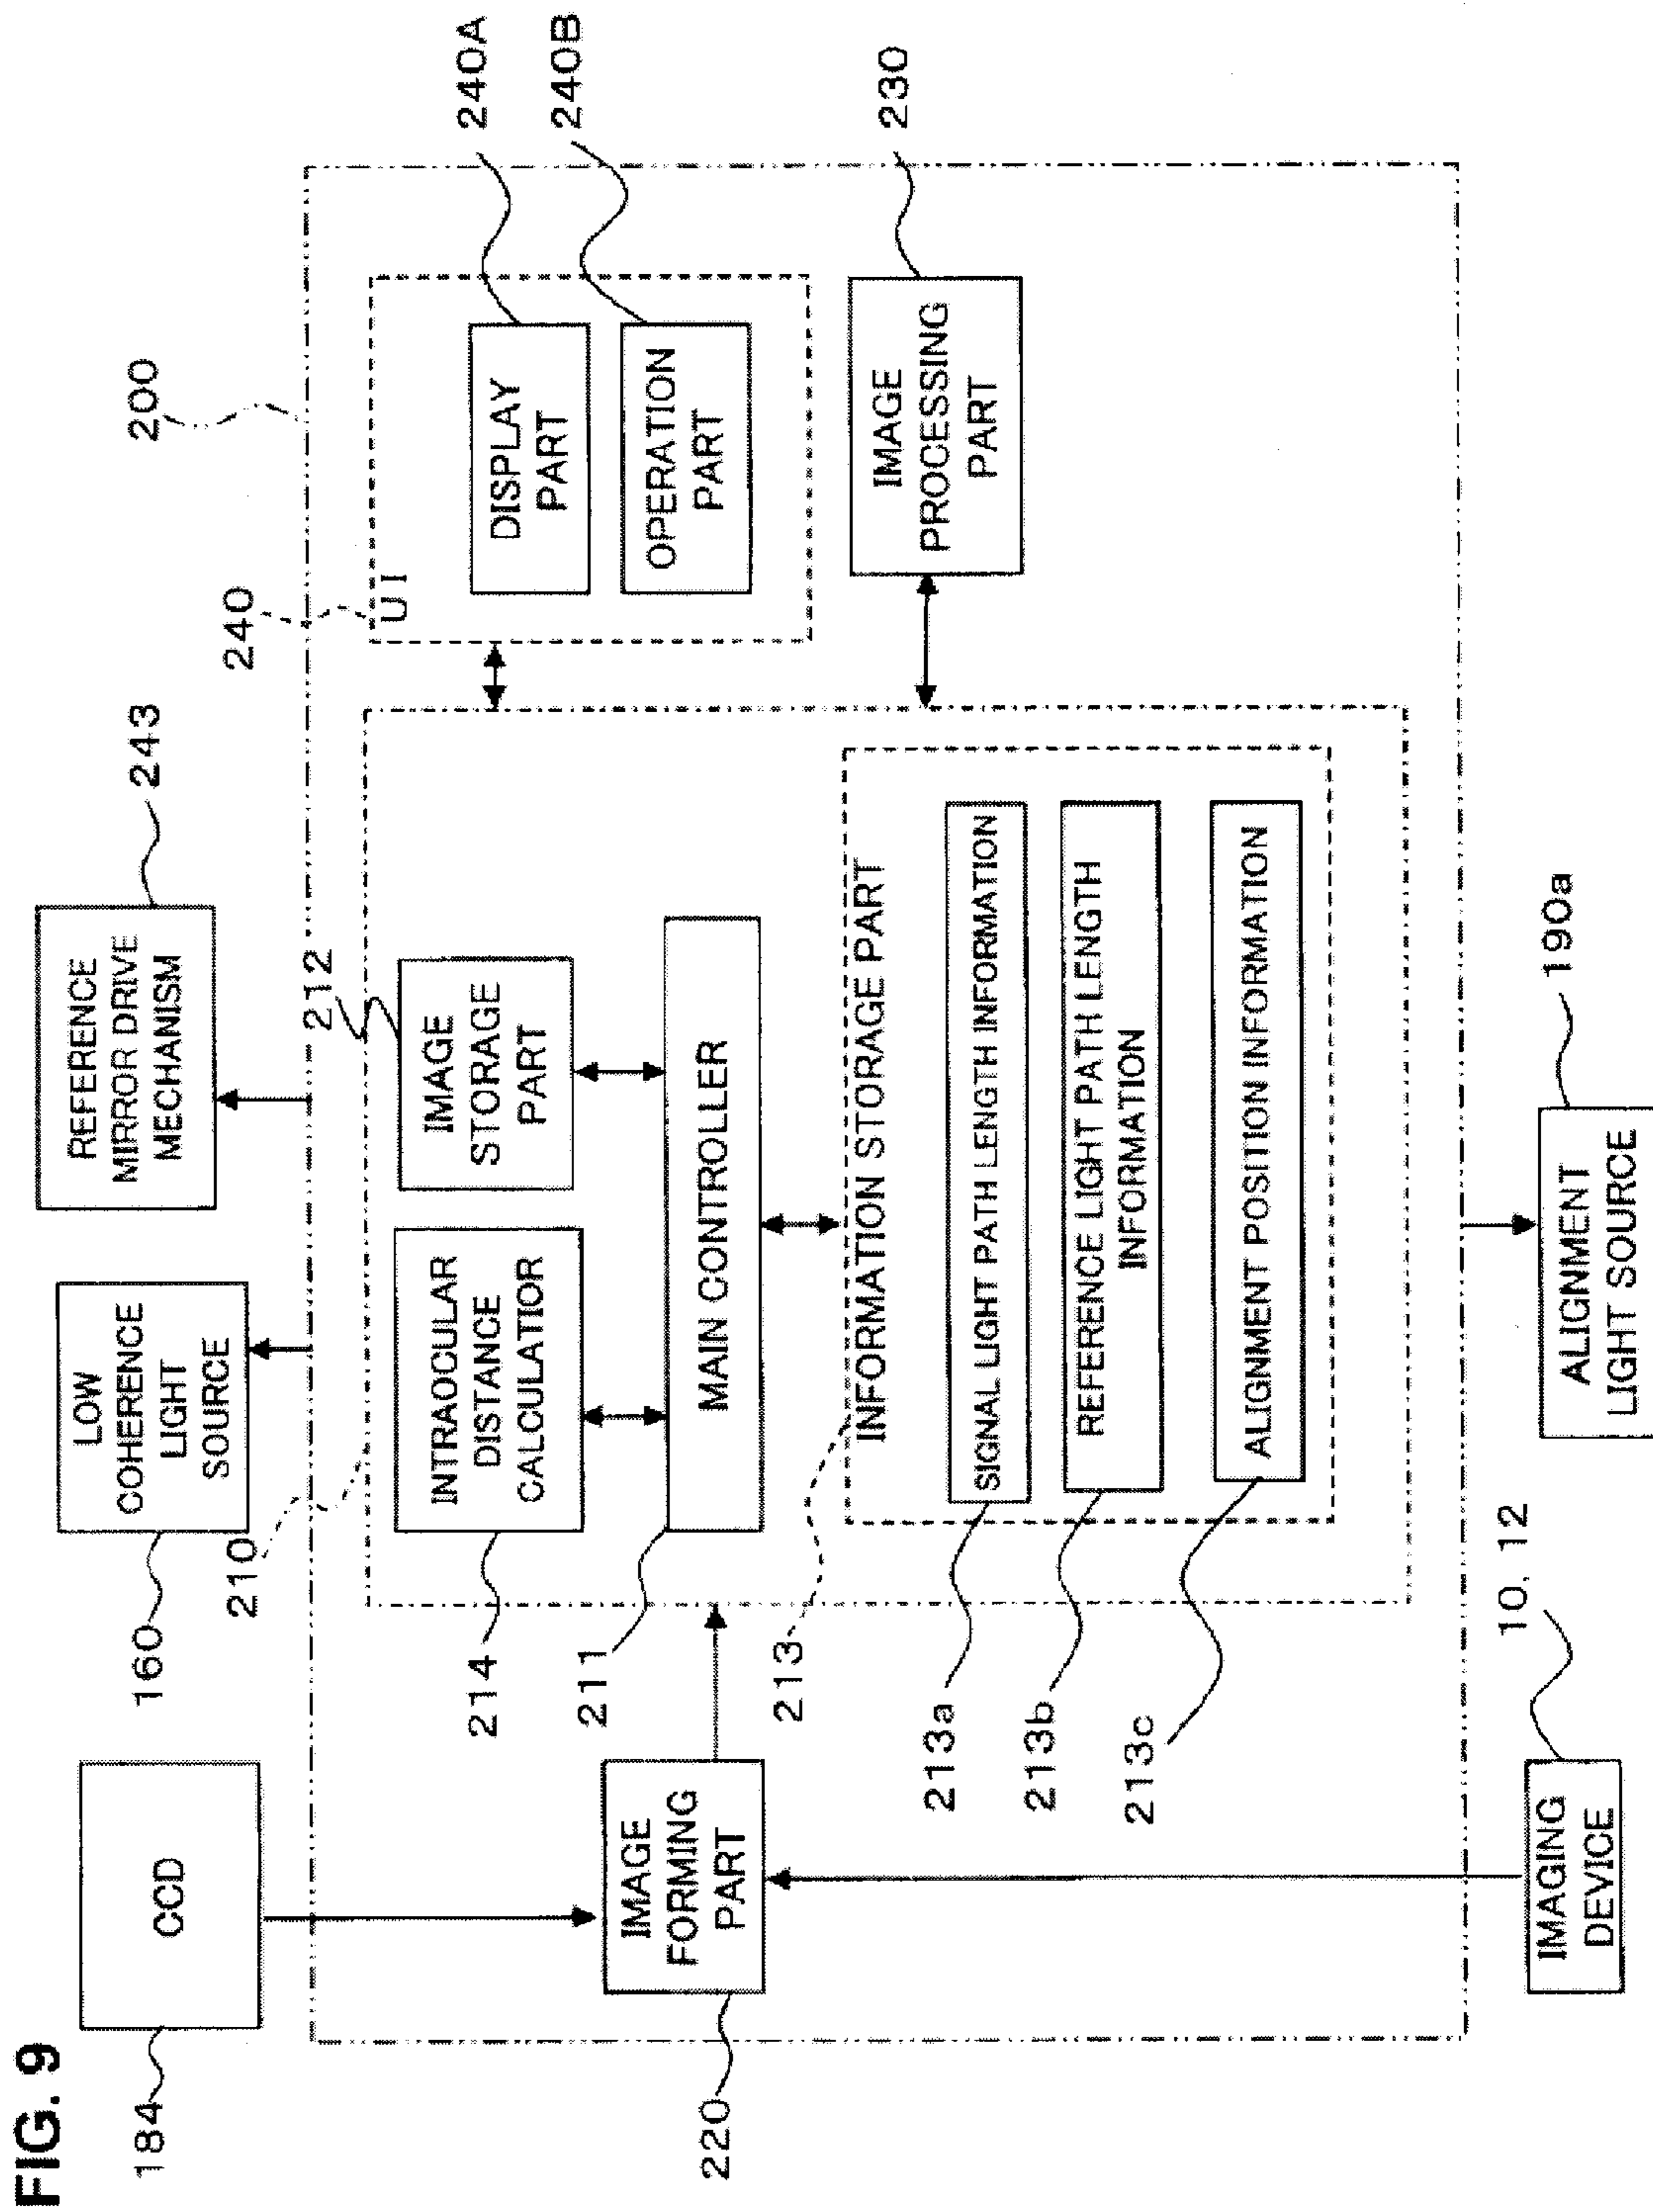 FIG. 9
184
CCD
160
LOW
COHERENCE
LIGHT
SOURCE
REFERENCE
MIRROR DRIVE
MECHANISM
243
200
210
212
240
UI
240A
240B
DISPLAY
PART
OPERATION
PART
214
INTRAOCULAR
DISTANCE
CALCULATIOR
IMAGE
STORAGE
PART
211
MAIN CONTROLLER
220
IMAGE
FORMING
PART
230
IMAGE
PROCESSING
PART
213
INFORMATION STORAGE PART
213a
SIGNAL LIGHT PATH LENGTH INFORMATION
213b
REFERENCE LIGHT PATH LENGTH
INFORMATION
213c
ALIGNMENT POSITION INFORMATION
10, 12
IMAGING
DEVICE
190a
ALIGNMENT
LIGHT SOURCE